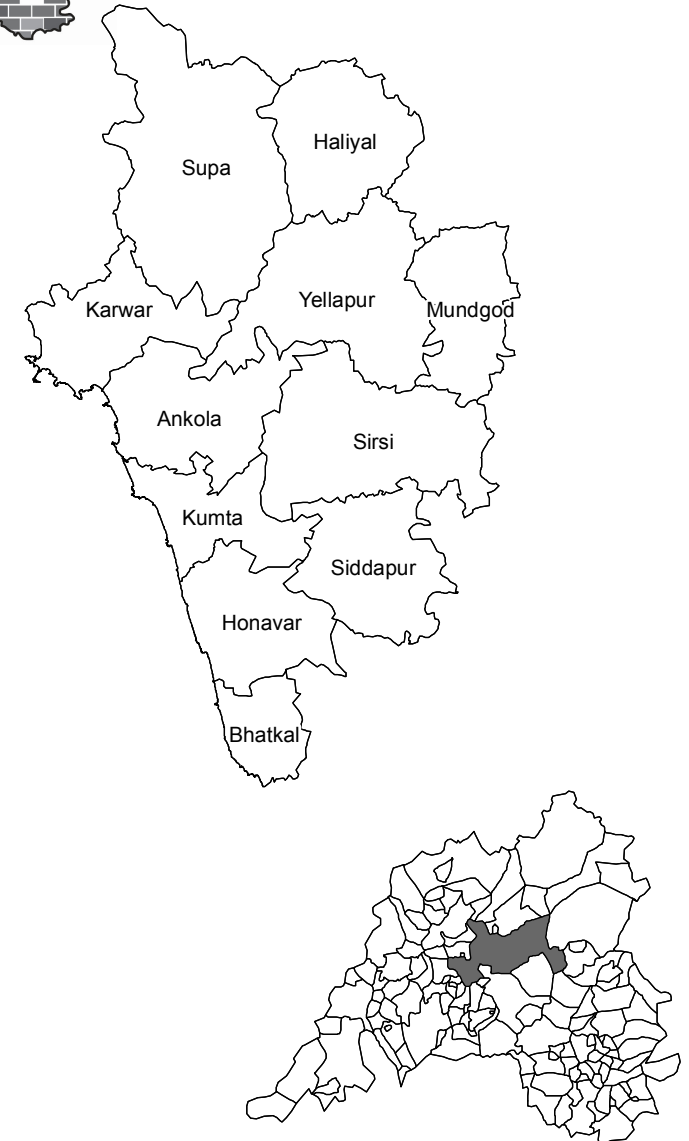 Haliyal
Supa
Yellapur
Karwar
Mundgod
Ankola
Sirsi
Kumta
Siddapur
Honavar
Bhatkal